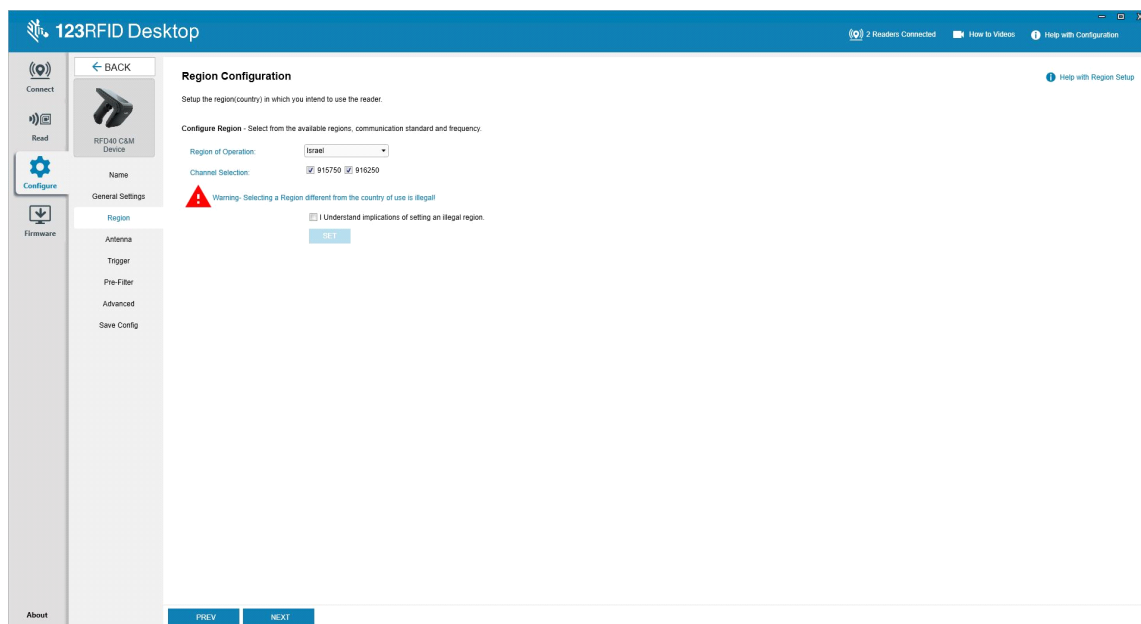 123RFID Desktop
2 Readers Connected
How to Videos
Help with Configuration
Connect
Read
Configure
Firmware
About
BACK
RFD40 C&M
Device
Name
General Settings
Region
Antenna
Trigger
Pre-Filter
Advanced
Save Config
Region Configuration
Help with Region Setup
Setup the region(country) in which you intend to use the reader.
Configure Region - Select from the available regions, communication standard and frequency.
Region of Operation: Israel
Channel Selection: 915750 916250
Warning- Selecting a Region different from the country of use is illegal!
I Understand implications of setting an illegal region.
SET
PREV NEXT